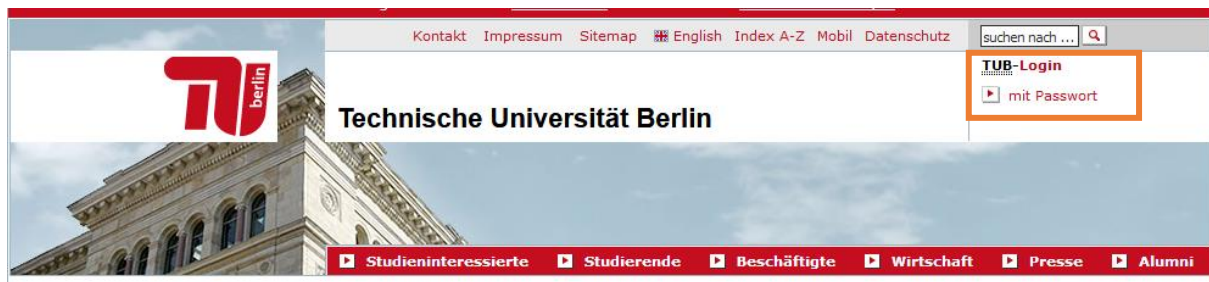 Kontakt Impressum Sitemap English Index A-Z Mobil Datenschutz
suchen nach ...
TUB-Login
mit Passwort
berlin
Technische Universität Berlin
Studieninteressierte Studierende Beschäftigte Wirtschaft Presse Alumni